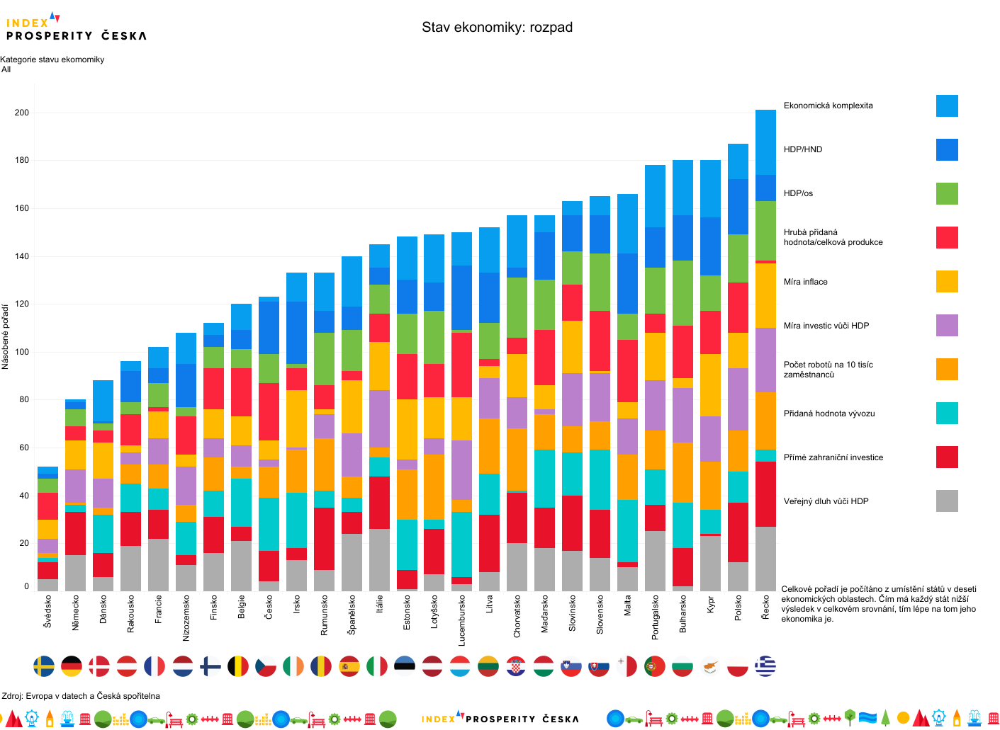 INDEX
PROSPERITY ČESKA
Stav ekonomiky: rozpad
Kategorie stavu ekomomiky
All
Násobené pořadí
200
180
160
140
120
100
80
60
40
20
0
Ekonomická komplexita
HDP/HND
HDP/os
Hrubá přidaná
hodnota/celková produkce
Míra inflace
Míra investic vůči HDP
Počet robotů na 10 tisíc
zaměstnanců
Přidaná hodnota vývozu
Přímé zahraniční investice
Veřejný dluh vůči HDP
Švédsko
Německo
Dánsko
Rakousko
Francie
Nizozemsko
Finsko
Belgie
Česko
Irsko
Rumunsko
Španělsko
Itálie
Estonsko
Lotyšsko
Lucembursko
Litva
Chorvatsko
Maďarsko
Slovinsko
Slovensko
Malta
Portugalsko
Bulharsko
Kypr
Polsko
Řecko
Celkové pořadí je počítáno z umístění států v deseti
ekonomických oblastech. Čím má každý stát nižší
výsledek v celkovém srovnání, tím lépe na tom jeho
ekonomika je.
Zdroj: Evropa v datech a Česká spořitelna
INDEX PROSPERITY ČESKA